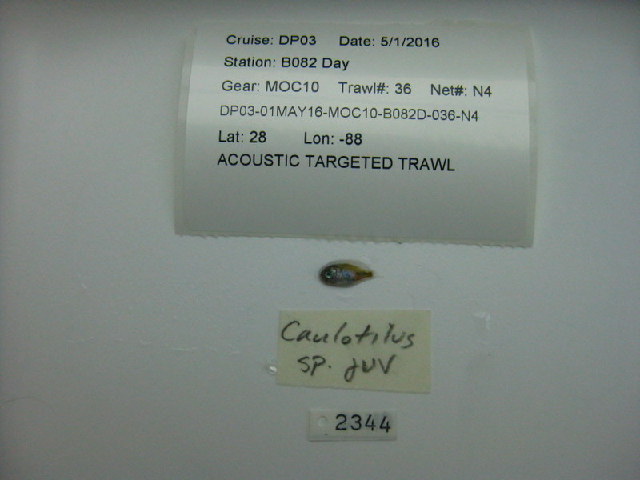 Cruise: DP03 Date: 5/1/2016
Station: B082 Day
Gear: MOC10 Trawl#: 36 Net#: N4
DP03-01MAY16-MOC10-B082D-036-N4
Lat: 28 Lon: -88
ACOUSTIC TARGETED TRAWL
Caulotilus
SP. JUV
2344